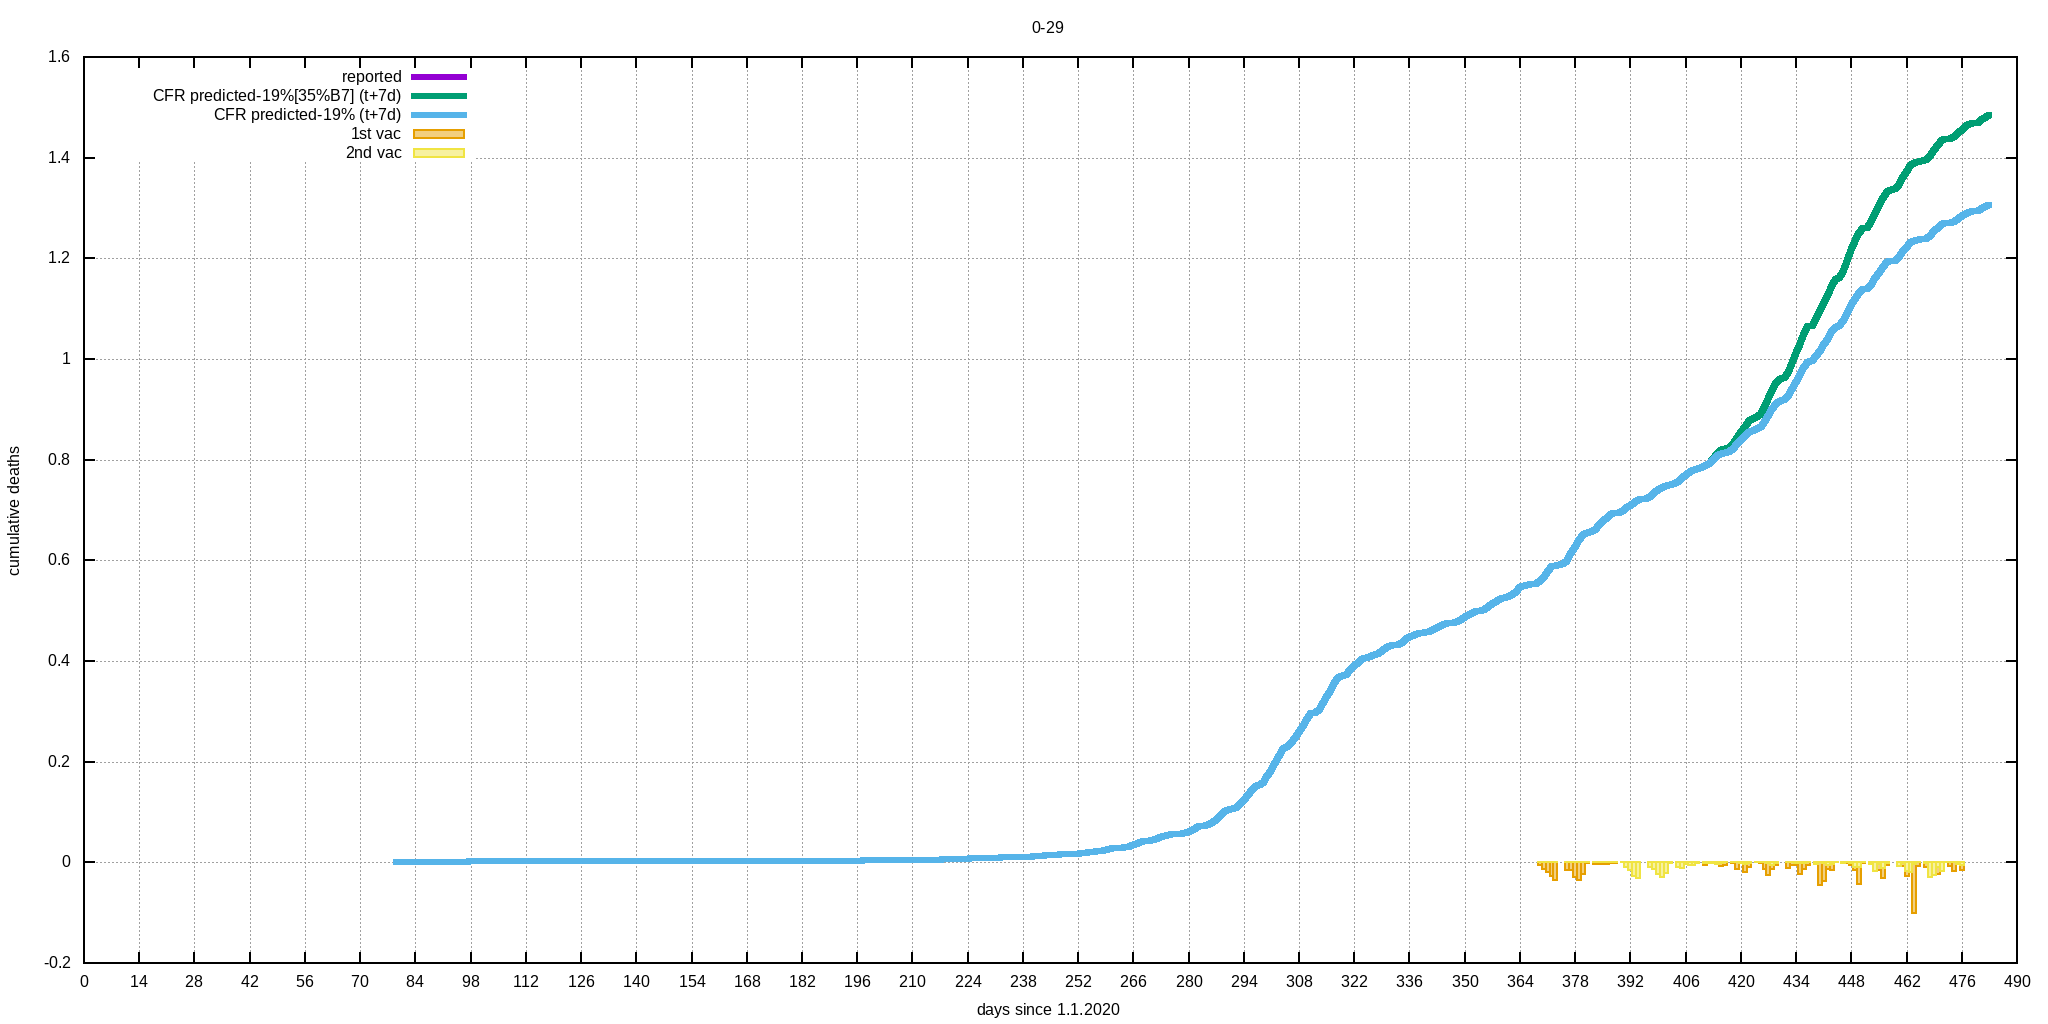 0-29
1.6
reported
CFR predicted-19%[35%B7] (t+7d)
CFR predicted-19% (t+7d)
1st vac
2nd vac
1.4
1.2
1
0.8
0.6
0.4
0.2
0
-0.2
cumulative deaths
0 14 28 42 56 70 84 98 112 126 140 154 168 182 196 210 224 238 252 266 280 294 308 322 336 350 364 378 392 406 420 434 448 462 476 490
days since 1.1.2020